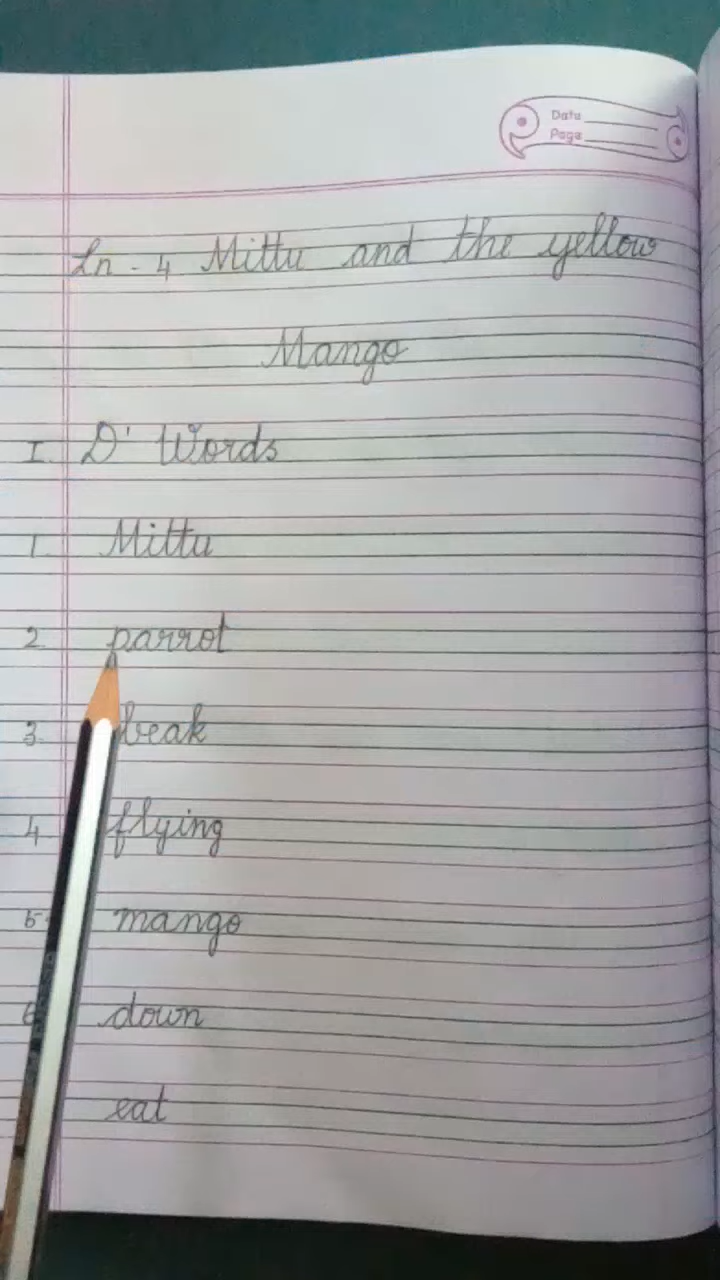 Data
Page
Ln - 4 Mittu and the yellow
Mango
I. D' Words
1. Mittu
2. parrot
3. beak
4. flying
5. mango
6. down
eat